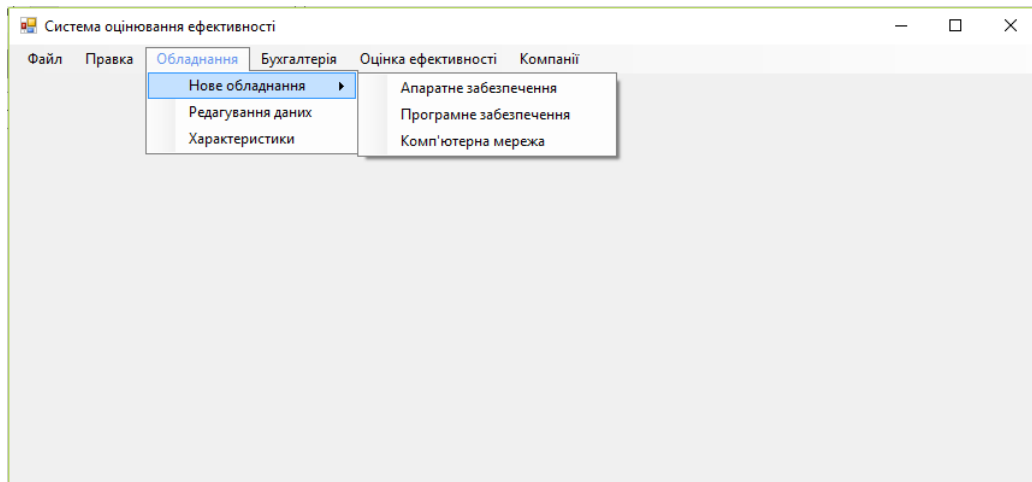 Система оцінювання ефективності
Файл Правка Обладнання Бухгалтерія Оцінка ефективності Компанії
Нове обладнання
Редагування даних
Характеристики
Апаратне забезпечення
Програмне забезпечення
Комп'ютерна мережа